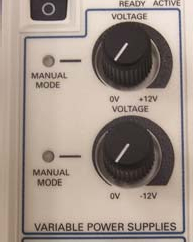 READY ACTIVE
VOLTAGE
MANUAL
MODE
0V +12V
VOLTAGE
MANUAL
MODE
0V -12V
VARIABLE POWER SUPPLIES